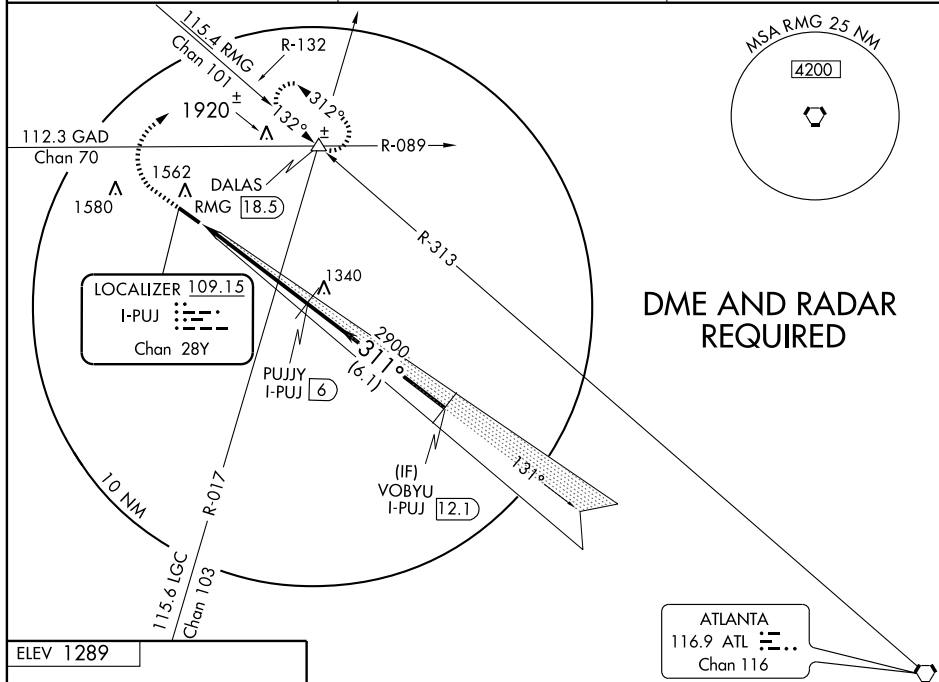 115.4 RMG
Chan 101
R-132
MSA RMG 25 NM
4200
1920 ±
132°
312°
±
112.3 GAD
Chan 70
R-089
1562
1580
DALAS
RMG 18.5
R-313
LOCALIZER 109.15
I-PUJ
Chan 28Y
1340
DME AND RADAR
REQUIRED
2900
311°
(6.1)
PUJJY
I-PUJ 6
(IF)
VOBYU
I-PUJ 12.1
131°
10 NM
R-017
115.6 LGC
Chan 103
ATLANTA
116.9 ATL
Chan 116
ELEV 1289